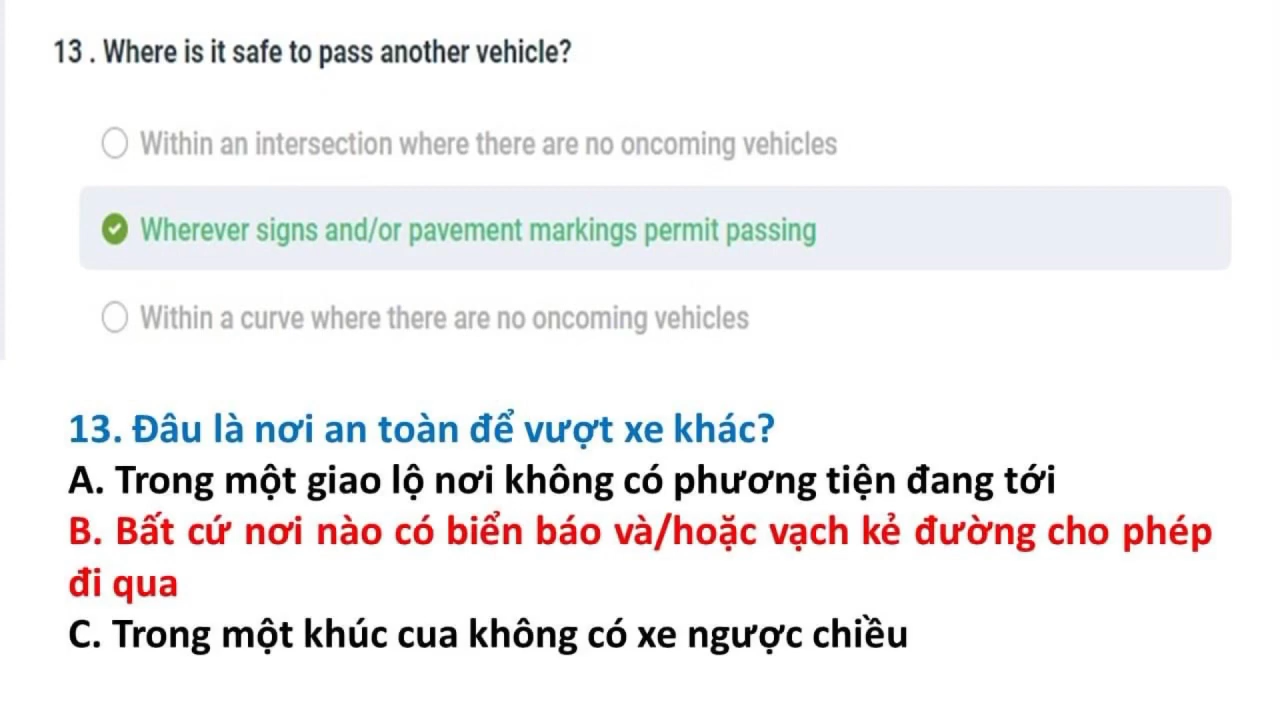 13 . Where is it safe to pass another vehicle?
Within an intersection where there are no oncoming vehicles
Wherever signs and/or pavement markings permit passing
Within a curve where there are no oncoming vehicles
13. Đâu là nơi an toàn để vượt xe khác?
A. Trong một giao lộ nơi không có phương tiện đang tới
B. Bất cứ nơi nào có biển báo và/hoặc vạch kẻ đường cho phép
đi qua
C. Trong một khúc cua không có xe ngược chiều